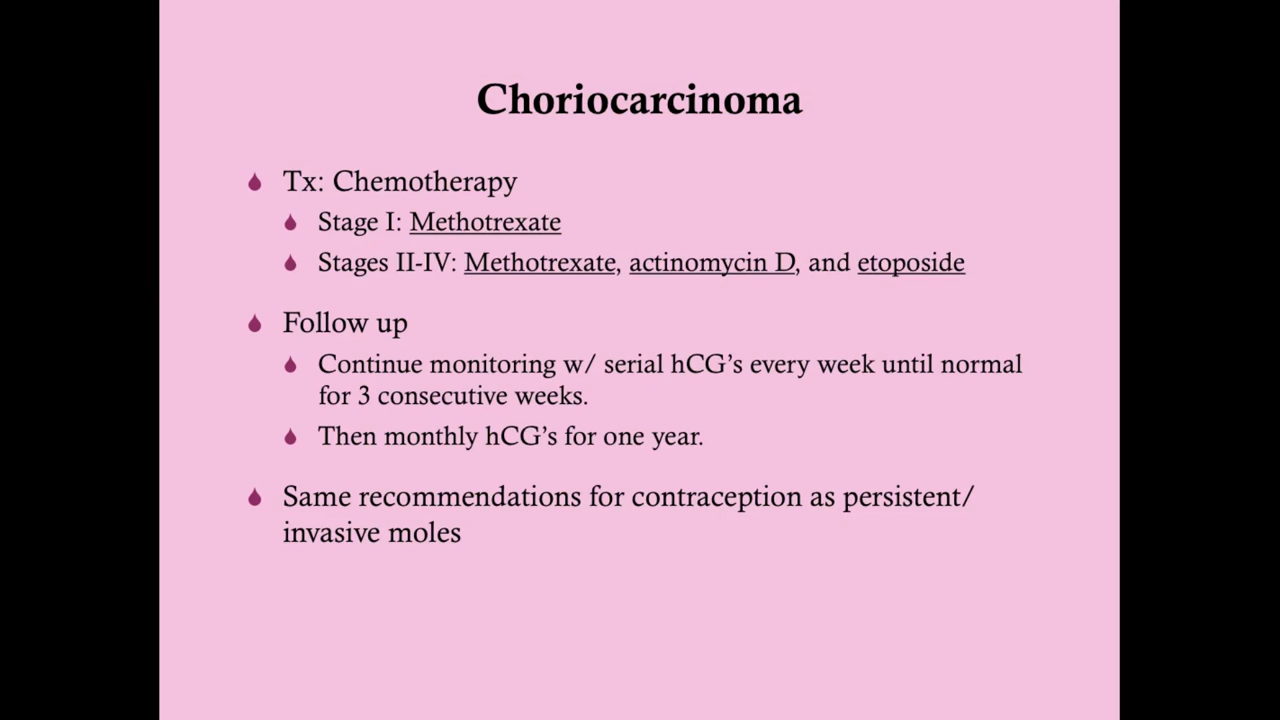 Choriocarcinoma
Tx: Chemotherapy
Stage I: Methotrexate
Stages II-IV: Methotrexate, actinomycin D, and etoposide
Follow up
Continue monitoring w/ serial hCG’s every week until normal
for 3 consecutive weeks.
Then monthly hCG’s for one year.
Same recommendations for contraception as persistent/
invasive moles